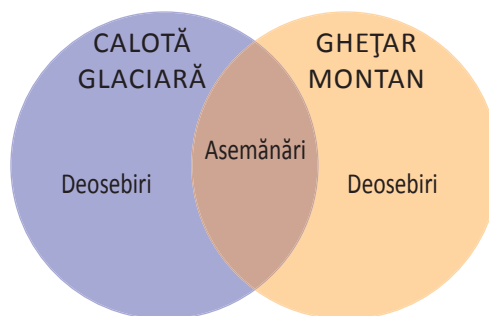 CALOTĂ
GLACIARĂ
GHEŢAR
MONTAN
Asemănări
Deosebiri
Deosebiri